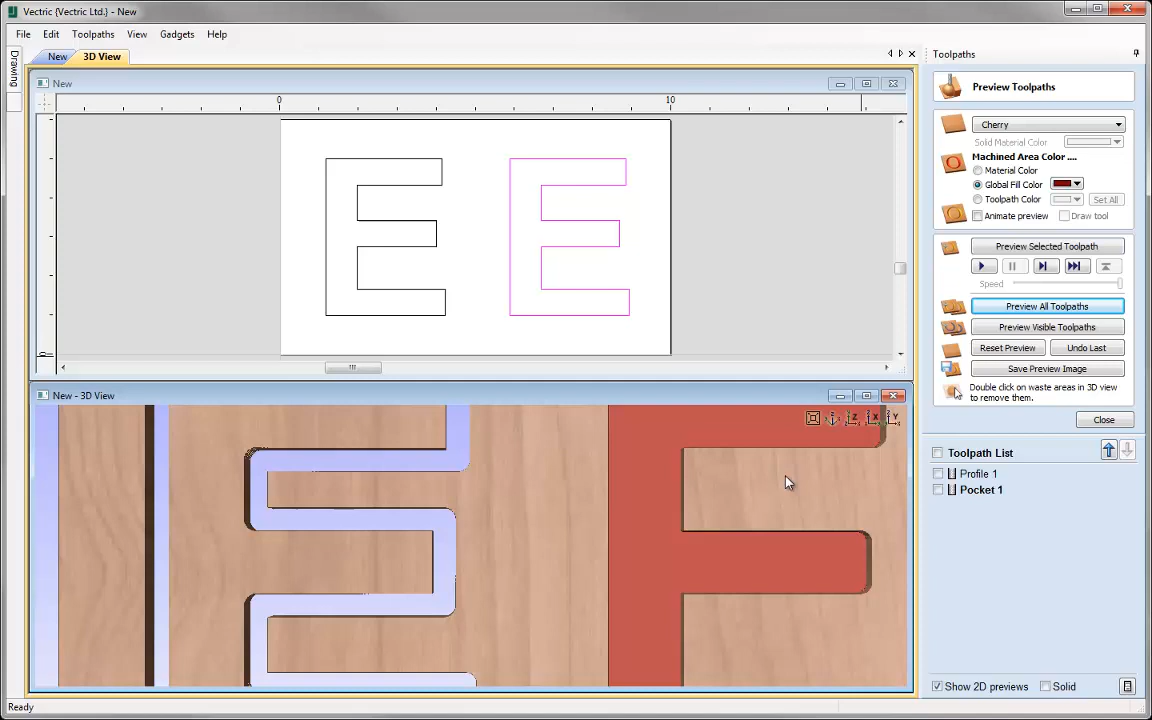 Vectric {Vectric Ltd.} - New
File Edit Toolpaths View Gadgets Help
Drawing
New 3D View
New
0 10
0
New - 3D View
Z X Y
Toolpaths
Preview Toolpaths
Cherry
Solid Material Color
Machined Area Color ....
Material Color
Global Fill Color
Toolpath Color Set All
Animate preview Draw tool
Preview Selected Toolpath
Speed
Preview All Toolpaths
Preview Visible Toolpaths
Reset Preview Undo Last
Save Preview Image
Double click on waste areas in 3D view
to remove them.
Close
Toolpath List
Profile 1
Pocket 1
Show 2D previews Solid
Ready